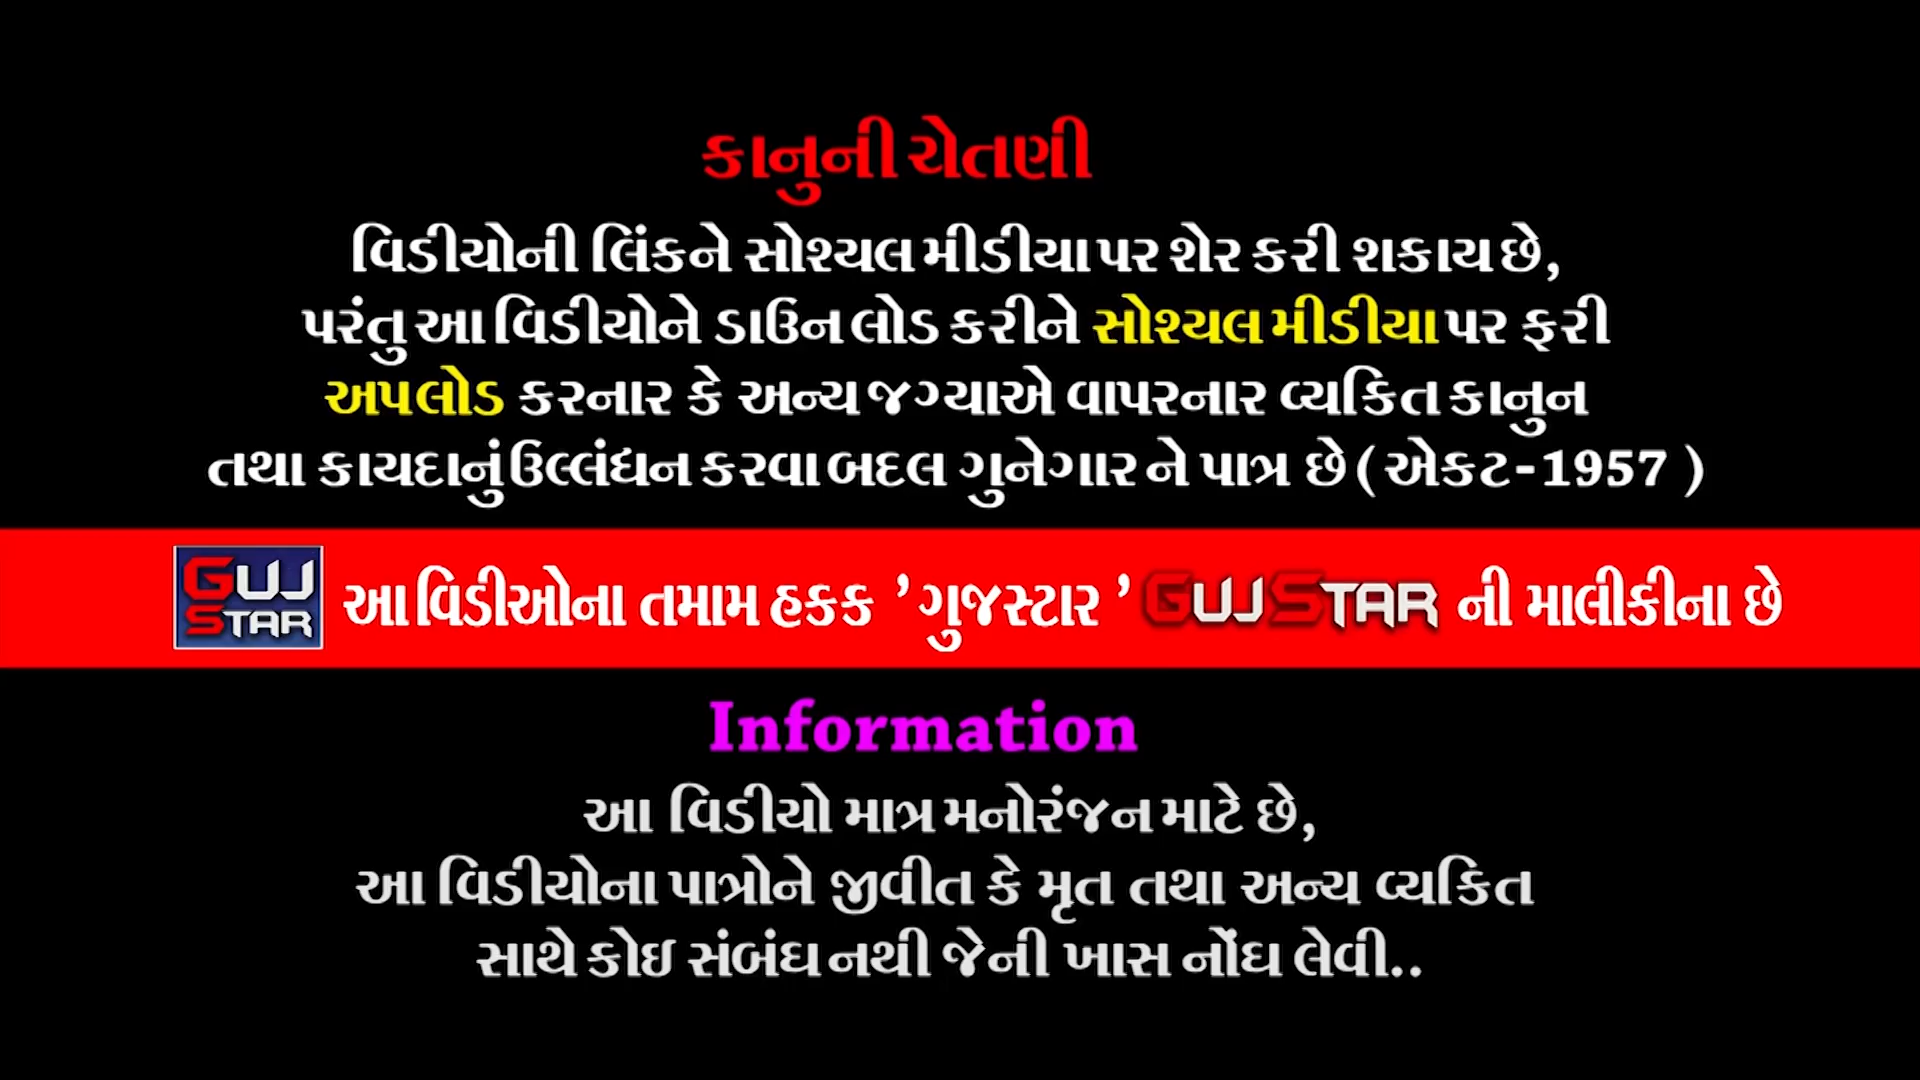 કાનુની ચેતણી
વિડીયોની લિંકને સોશ્યલ મીડીયા પર શેર કરી શકાય છે,
પરંતુ આ વિડીયોને ડાઉન લોડ કરીને સોશ્યલ મીડીયા પર ફરી
અપલોડ કરનાર કે અન્ય જગ્યાએ વાપરનાર વ્યકિત કાનુન
તથા કાયદાનું ઉલ્લંઘન કરવા બદલ ગુનેગાર ને પાત્ર છે ( એકટ-1957 )
GUJ STAR આ વિડીઓના તમામ હકક ’ ગુજસ્ટાર ’ GUJ STAR ની માલીકીના છે
Information
આ વિડીયો માત્ર મનોરંજન માટે છે,
આ વિડીયોના પાત્રોને જીવીત કે મૃત તથા અન્ય વ્યકિત
સાથે કોઇ સંબંધ નથી જેની ખાસ નોંધ લેવી..